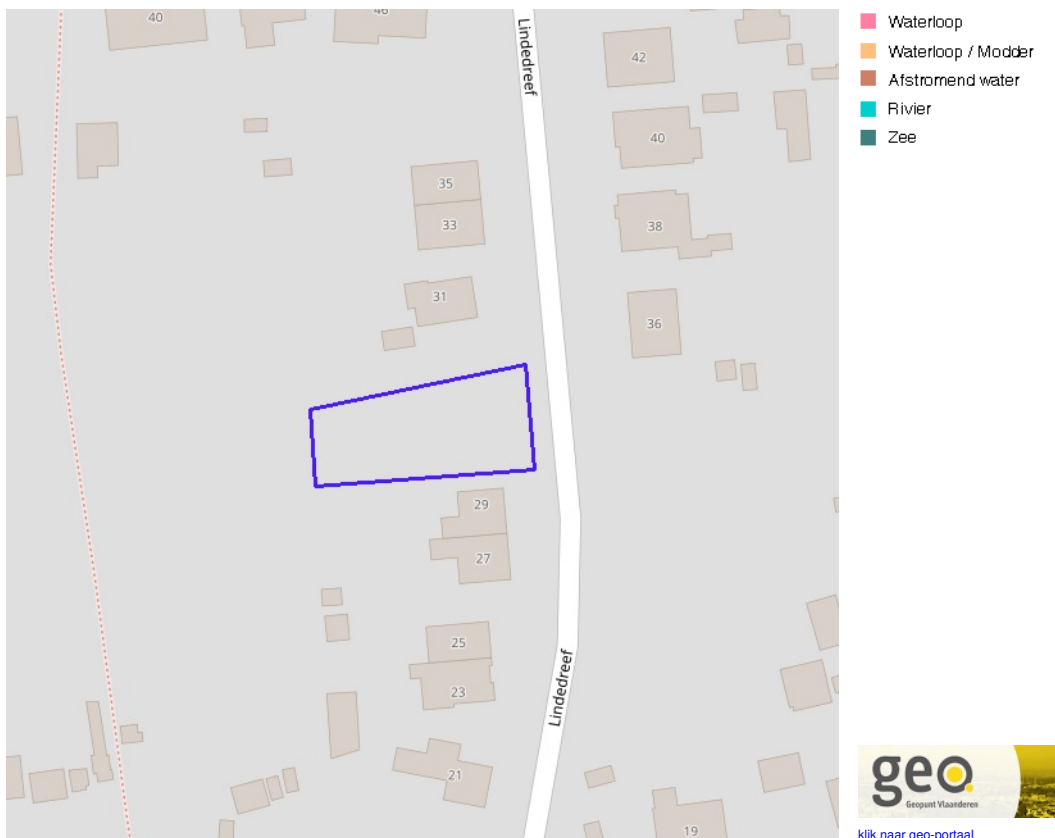 40
46
Lindedreef
42
40
35
33
38
31
36
29
27
25
23
Lindedreef
21
19
Waterloop
Waterloop / Modder
Afstromend water
Rivier
Zee
geo.
Geopunt Vlaanderen
klik naar geo-portaal